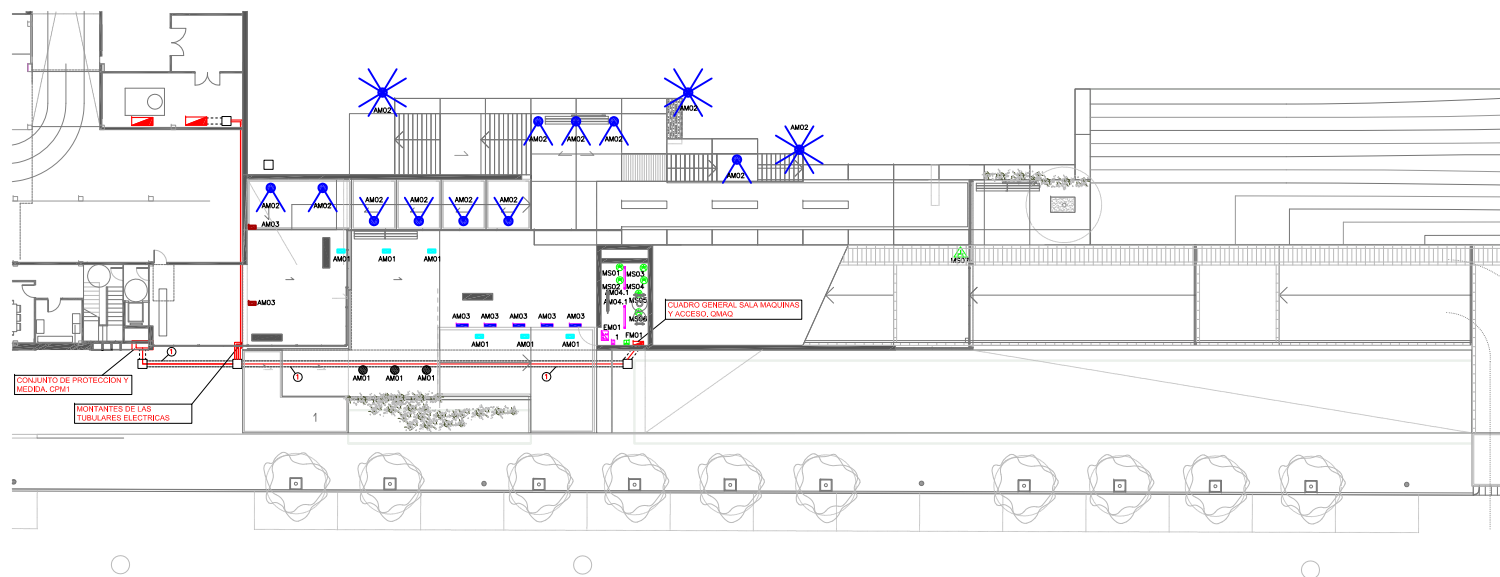 AM02
AM02
AM02
AM02 AM02 AM02
AM02
AM02 AM02 AM02 AM02 AM02 AM02
AM03
AM01 AM01 AM01
MS07
MS01 MS03
MS02 MS04
AM04.1
AM04.1 MS05
MS06
AM03
CUADRO GENERAL SALA MAQUINAS
Y ACCESO. QMAQ
AM03 AM03 AM03 AM03 AM03
EM01
1
FM01
AM01 AM01 AM01
1
1
1
AM01 AM01 AM01
CONJUNTO DE PROTECCION Y
MEDIDA. CPM1
MONTANTES DE LAS
TUBULARES ELECTRICAS
1